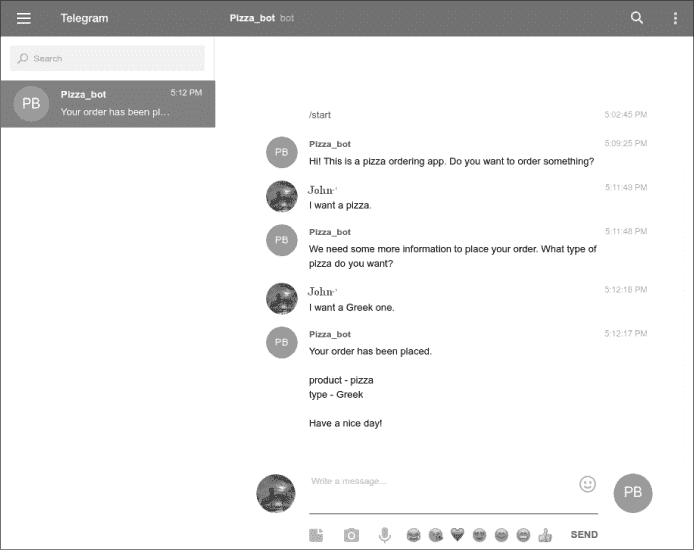 Telegram
Pizza_bot bot
Search
PB
Pizza_bot 5:12 PM
Your order has been pl...
/start 5:02:45 PM
PB
Pizza_bot 5:09:25 PM
Hi! This is a pizza ordering app. Do you want to order something?
John 5:11:49 PM
I want a pizza.
PB
Pizza_bot 5:11:48 PM
We need some more information to place your order. What type of
pizza do you want?
John 5:12:18 PM
I want a Greek one.
PB
Pizza_bot 5:12:17 PM
Your order has been placed.
product - pizza
type - Greek
Have a nice day!
Write a message...
PB
SEND